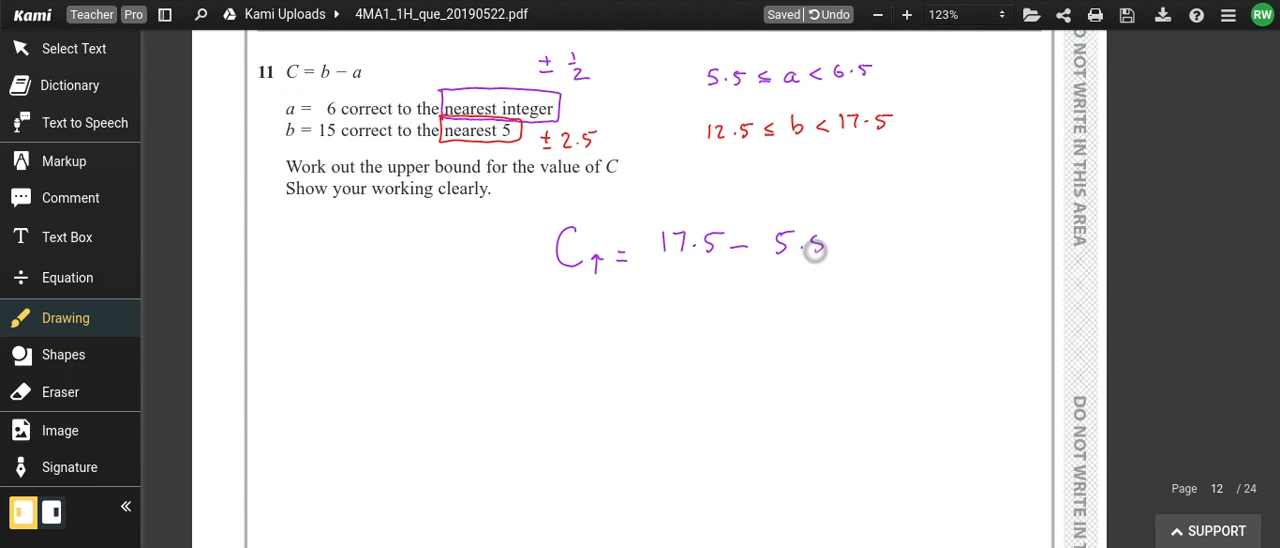 Kami Teacher Pro Kami Uploads 4MA1_1H_que_20190522.pdf Saved Undo 123% RW
Select Text
Dictionary
Text to Speech
Markup
Comment
Text Box
Equation
Drawing
Shapes
Eraser
Image
Signature
11 C = b − a
± 1/2
5.5 ≤ a < 6.5
a = 6 correct to the nearest integer
b = 15 correct to the nearest 5
± 2.5
12.5 ≤ b < 17.5
Work out the upper bound for the value of C
Show your working clearly.
C↑ = 17.5 − 5.5
DO NOT WRITE IN THIS AREA
DO NOT WRITE IN T
Page 12 / 24
SUPPORT